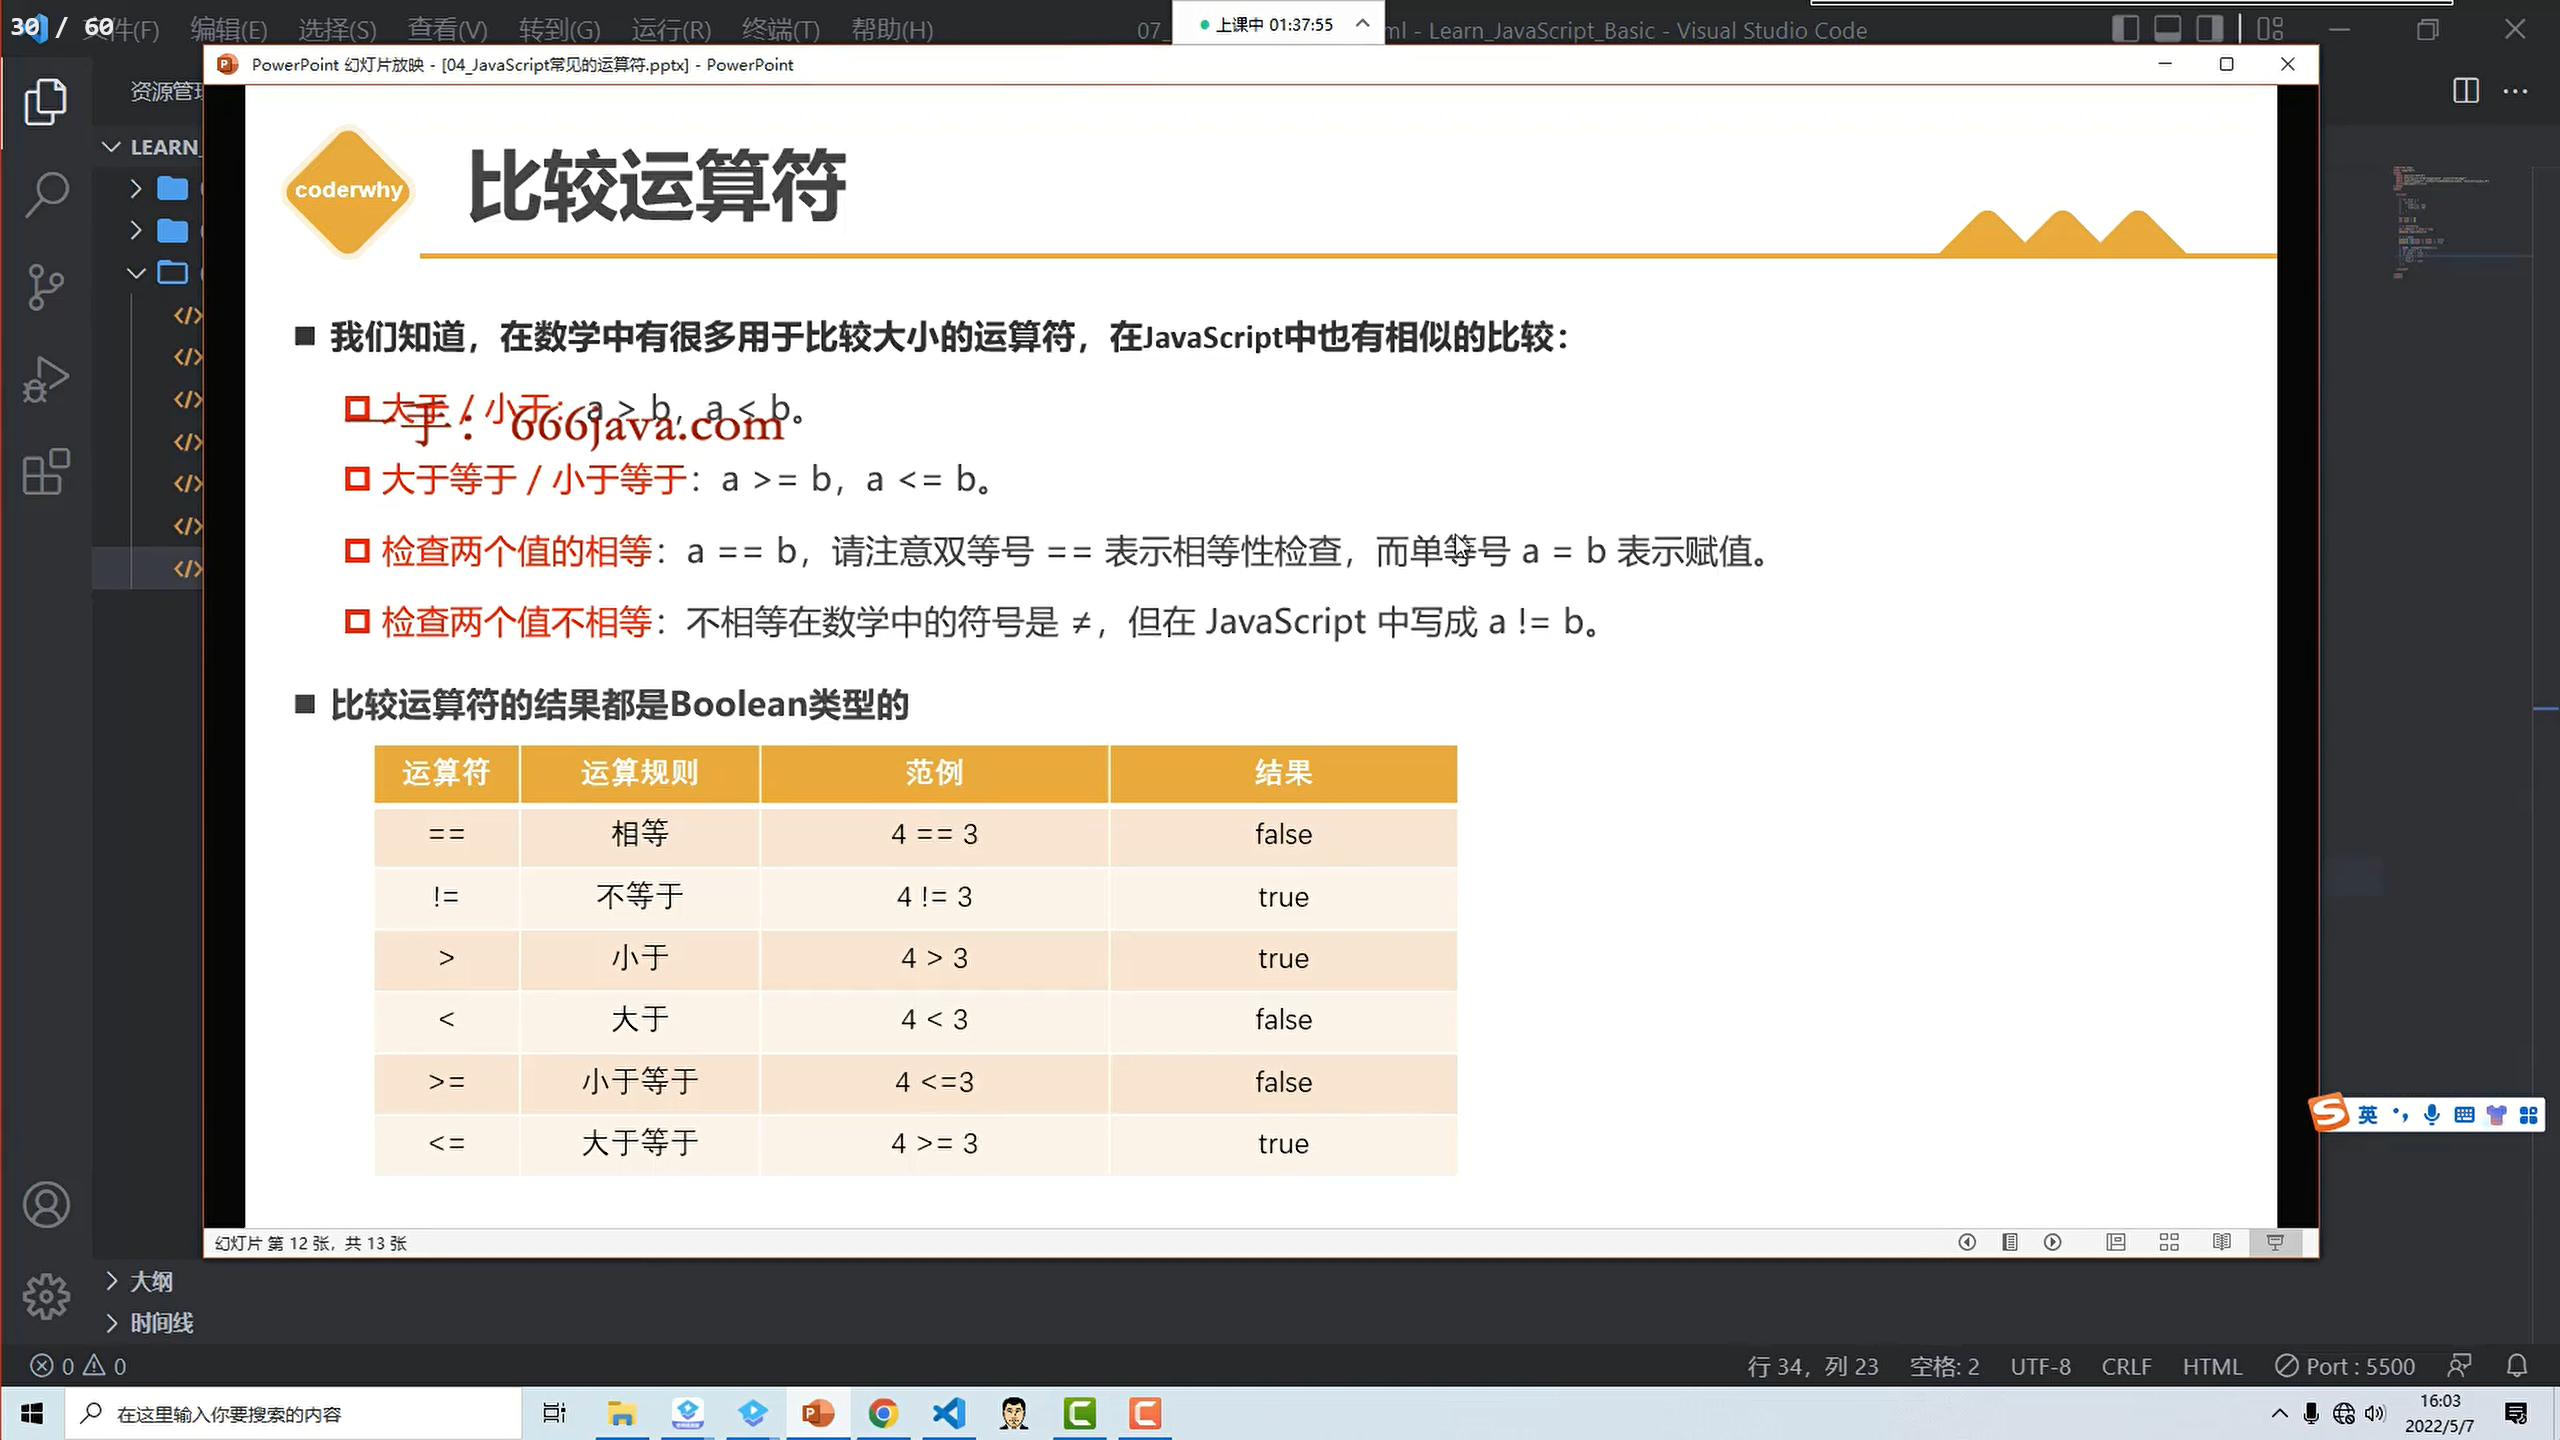 30 / 60
件(F) 编辑(E) 选择(S) 查看(V) 转到(G) 运行(R) 终端(T) 帮助(H)
07_
上课中 01:37:55
ml - Learn_JavaScript_Basic - Visual Studio Code
PowerPoint 幻灯片放映 - [04_JavaScript常见的运算符.pptx] - PowerPoint
资源管
LEARN_
coderwhy
比较运算符
我们知道，在数学中有很多用于比较大小的运算符，在JavaScript中也有相似的比较：
大于 / 小于：a > b，a < b。
一手：666java.com
大于等于 / 小于等于：a >= b，a <= b。
检查两个值的相等：a == b，请注意双等号 == 表示相等性检查，而单等号 a = b 表示赋值。
检查两个值不相等：不相等在数学中的符号是 ≠，但在 JavaScript 中写成 a != b。
比较运算符的结果都是Boolean类型的
运算符 运算规则 范例 结果
== 相等 4 == 3 false
!= 不等于 4 != 3 true
> 小于 4 > 3 true
< 大于 4 < 3 false
>= 小于等于 4 <=3 false
<= 大于等于 4 >= 3 true
英
幻灯片 第 12 张，共 13 张
大纲
时间线
0 0
行 34，列 23 空格: 2 UTF-8 CRLF HTML Port : 5500
在这里输入你要搜索的内容
16:03
2022/5/7